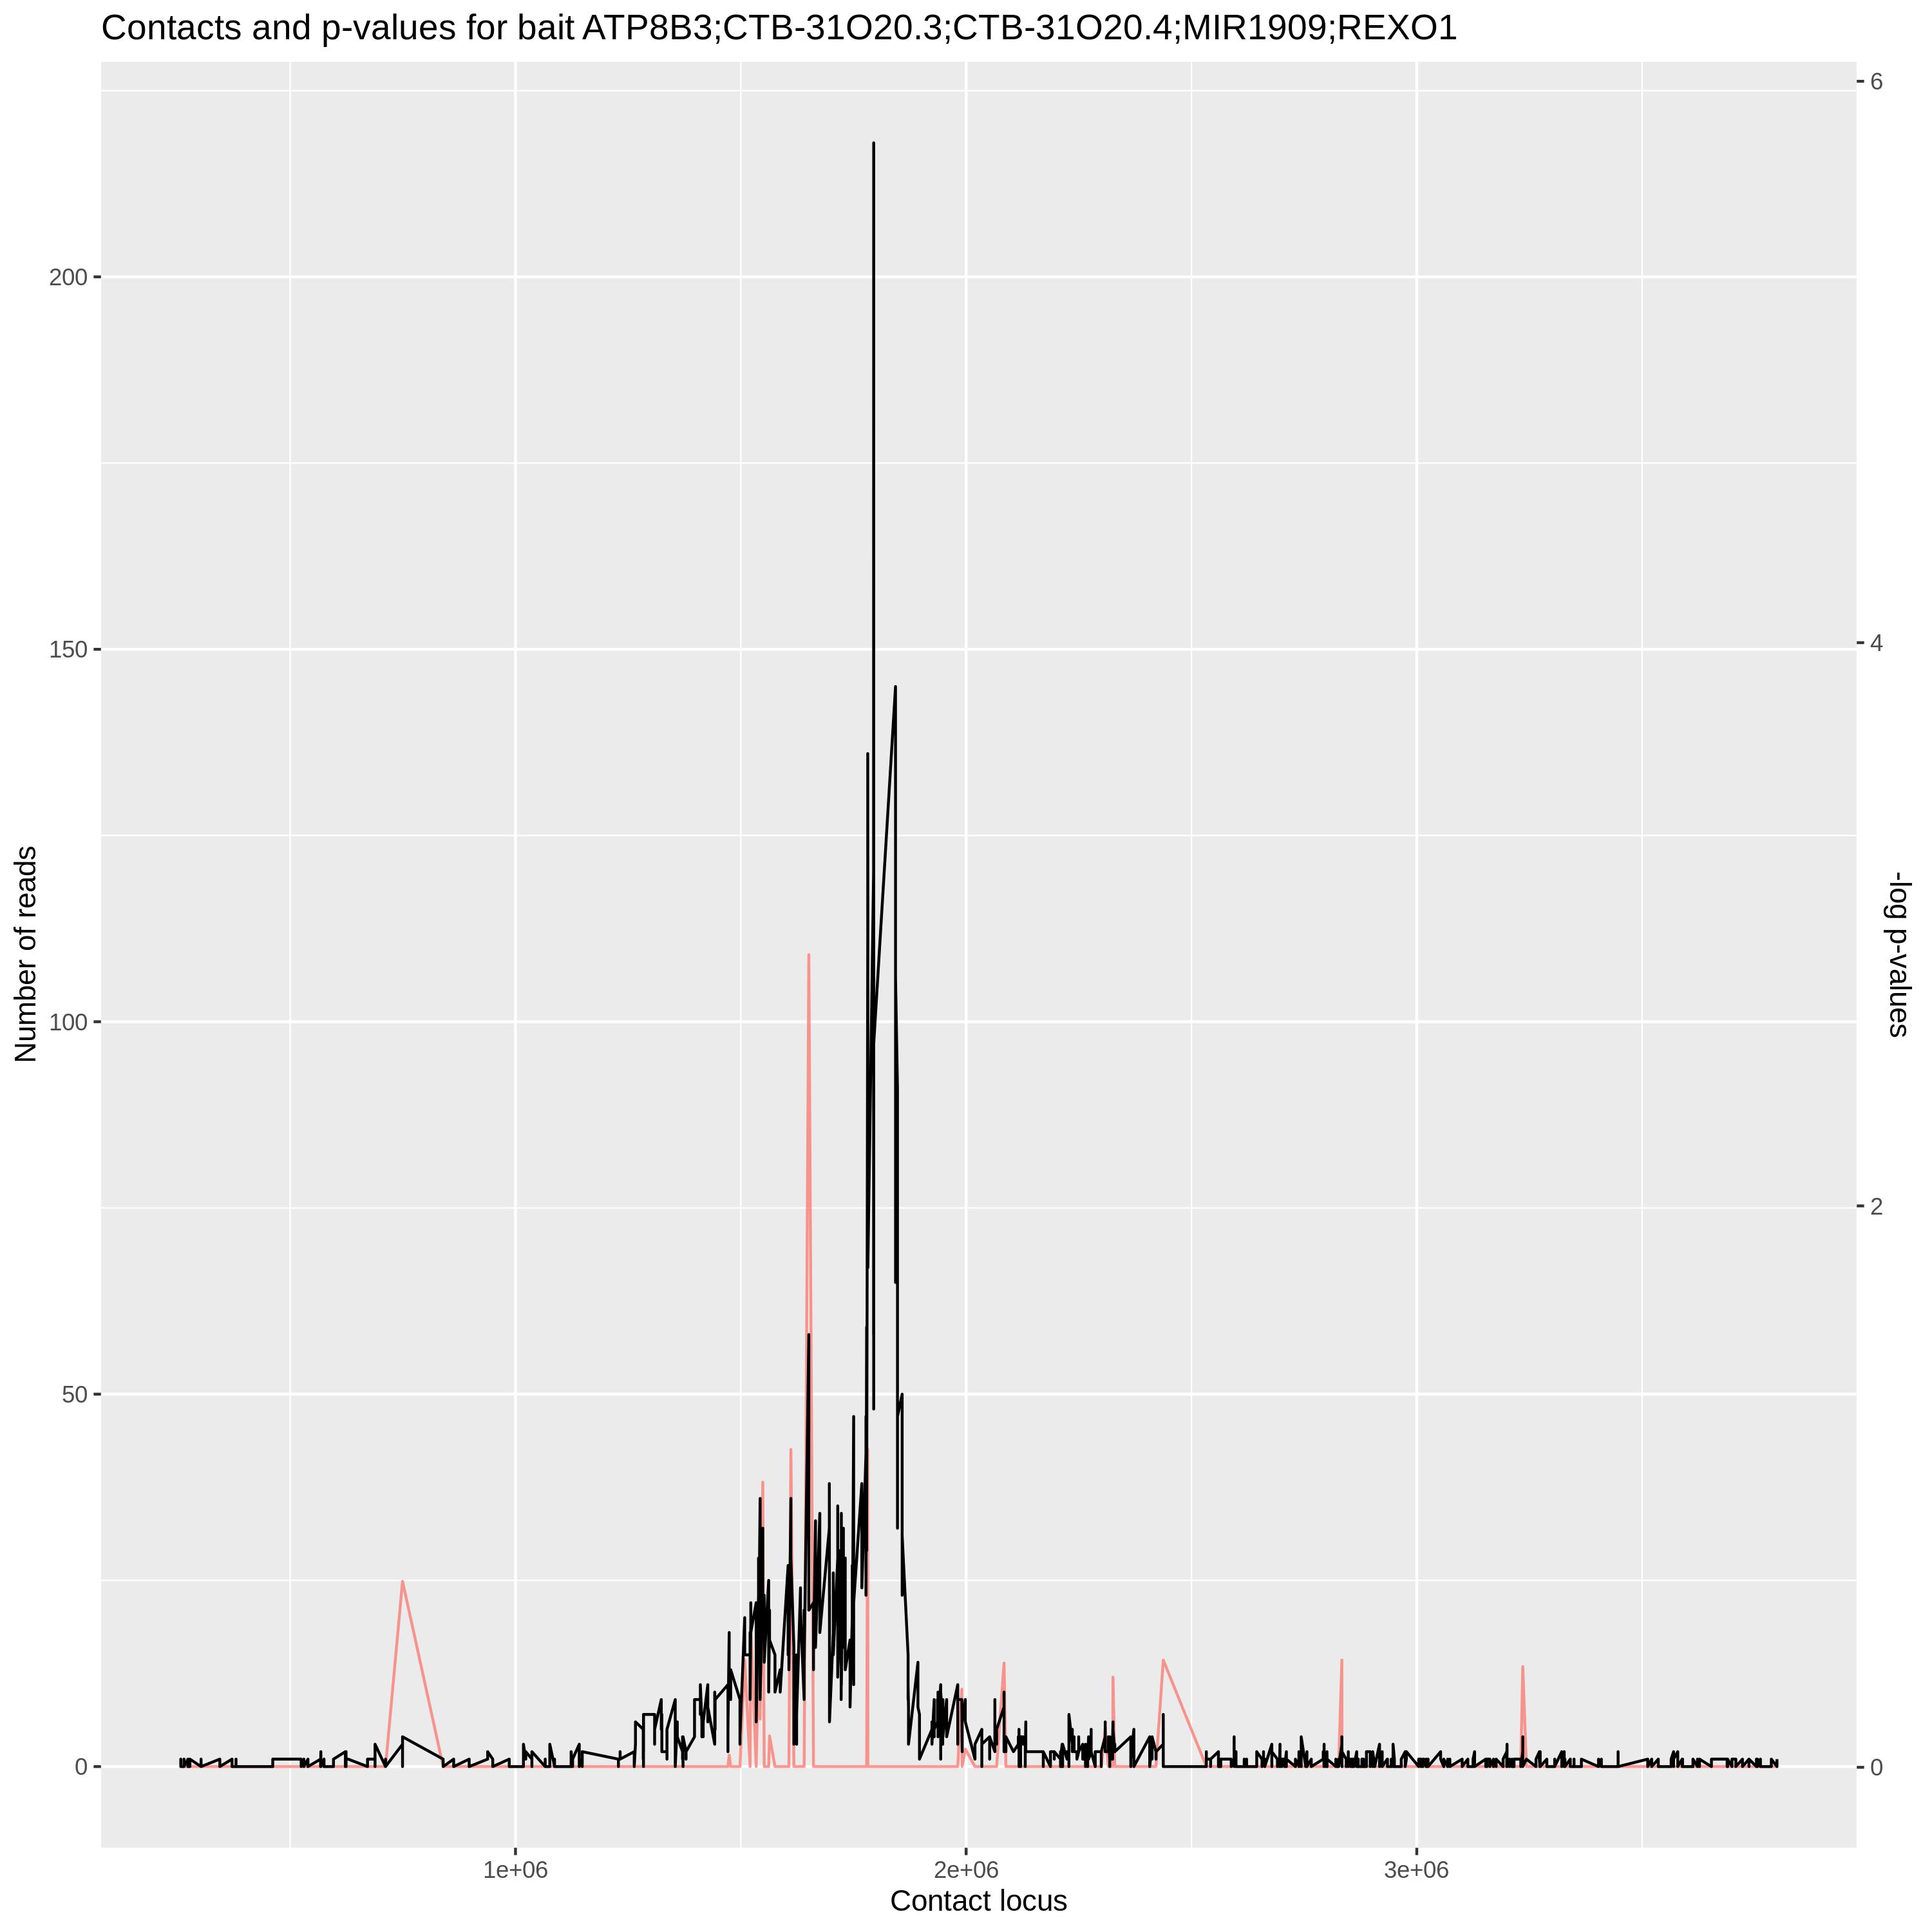 Contacts and p-values for bait ATP8B3;CTB-31O20.3;CTB-31O20.4;MIR1909;REXO1
6
200
150
4
Number of reads
-log p-values
100
2
50
0
0
1e+06
2e+06
3e+06
Contact locus